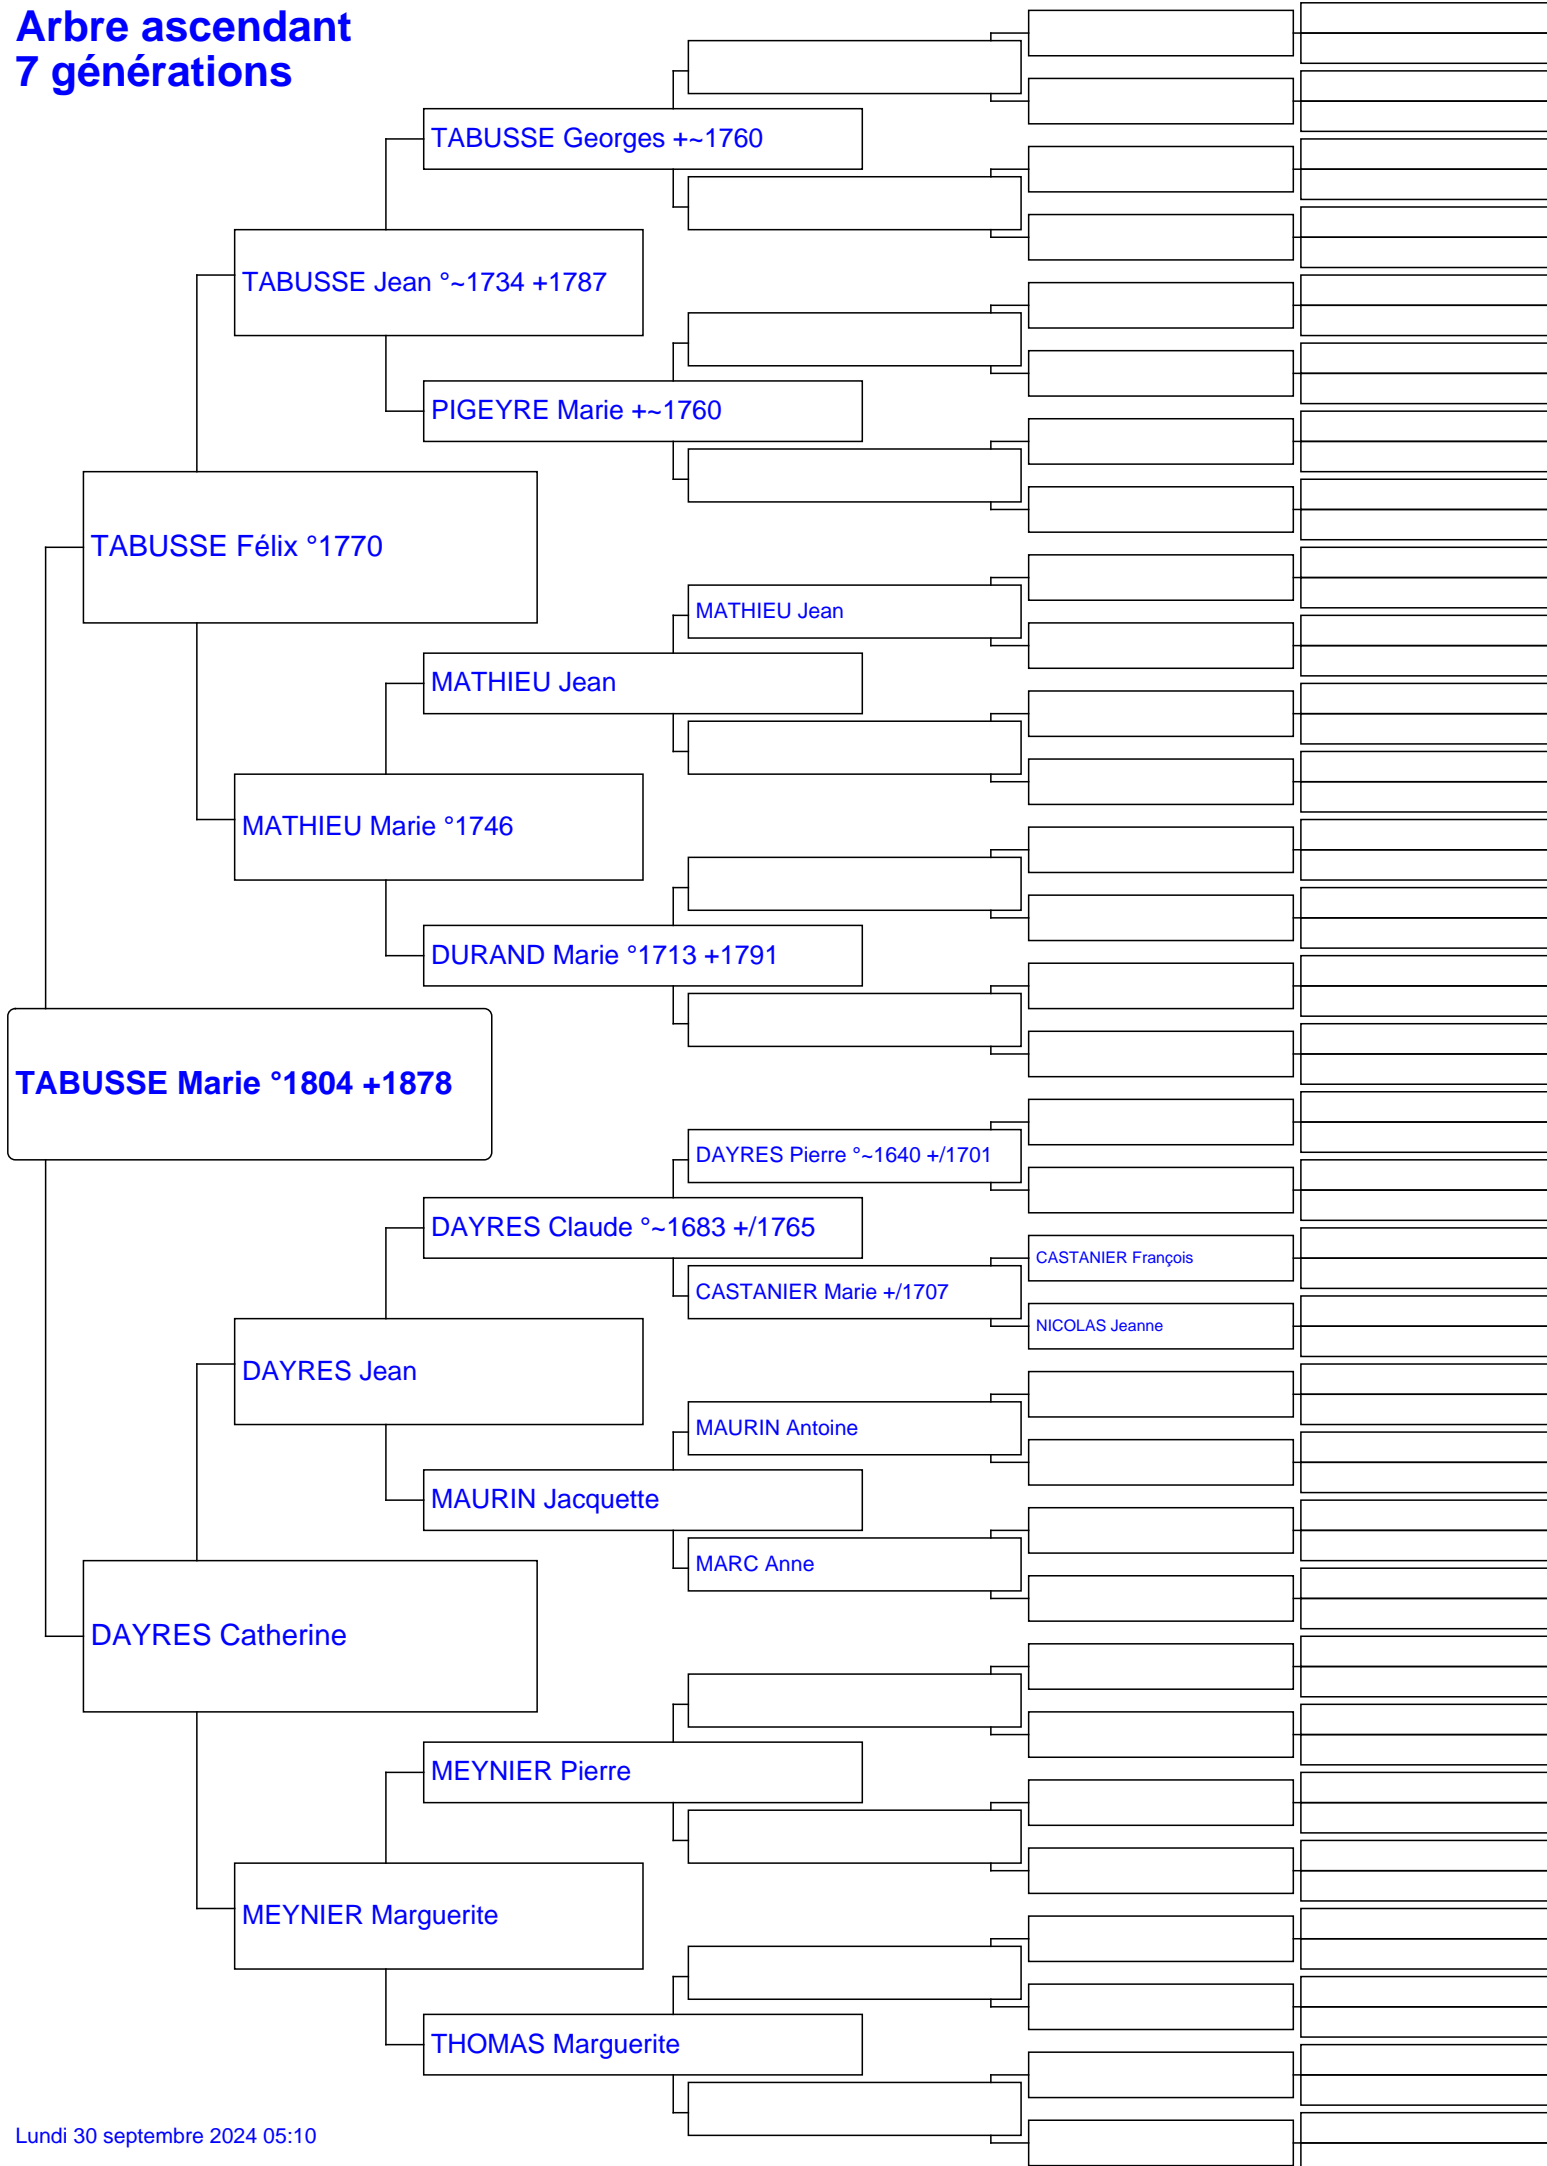 Arbre ascendant
7 générations
TABUSSE Georges +~1760
TABUSSE Jean °~1734 +1787
PIGEYRE Marie +~1760
TABUSSE Félix °1770
MATHIEU Jean
MATHIEU Jean
MATHIEU Marie °1746
DURAND Marie °1713 +1791
TABUSSE Marie °1804 +1878
DAYRES Pierre °~1640 +/1701
DAYRES Claude °~1683 +/1765
CASTANIER François
CASTANIER Marie +/1707
NICOLAS Jeanne
DAYRES Jean
MAURIN Antoine
MAURIN Jacquette
MARC Anne
DAYRES Catherine
MEYNIER Pierre
MEYNIER Marguerite
THOMAS Marguerite
Lundi 30 septembre 2024 05:10